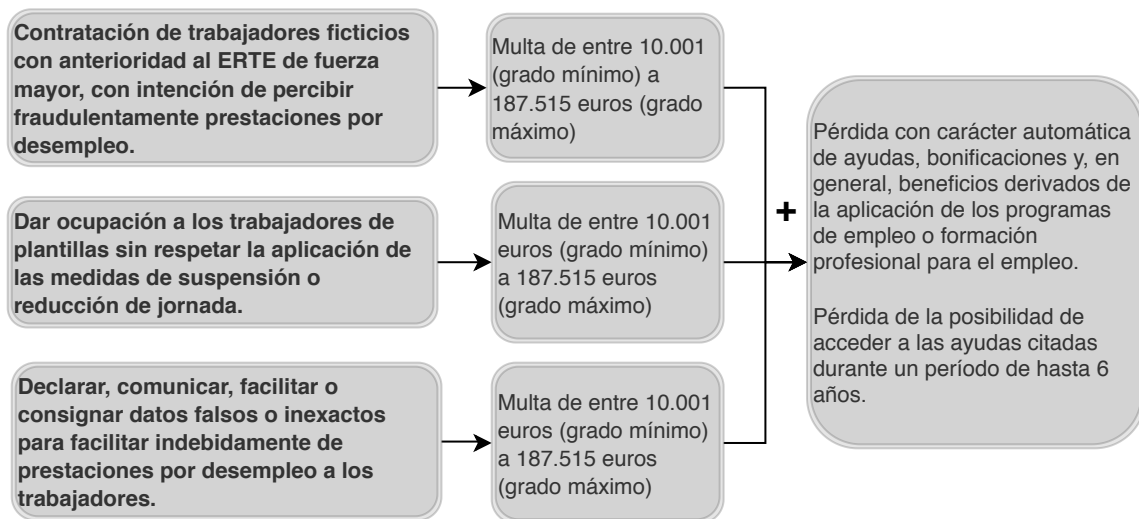 Contratación de trabajadores ficticios
con anterioridad al ERTE de fuerza
mayor, con intención de percibir
fraudulentamente prestaciones por
desempleo.
Multa de entre 10.001
(grado mínimo) a
187.515 euros (grado
máximo)
Dar ocupación a los trabajadores de
plantillas sin respetar la aplicación de
las medidas de suspensión o
reducción de jornada.
Multa de entre 10.001
euros (grado mínimo)
a 187.515 euros
(grado máximo)
Declarar, comunicar, facilitar o
consignar datos falsos o inexactos
para facilitar indebidamente de
prestaciones por desempleo a los
trabajadores.
Multa de entre 10.001
euros (grado mínimo)
a 187.515 euros
(grado máximo)
+
Pérdida con carácter automática
de ayudas, bonificaciones y, en
general, beneficios derivados de
la aplicación de los programas
de empleo o formación
profesional para el empleo.
Pérdida de la posibilidad de
acceder a las ayudas citadas
durante un período de hasta 6
años.